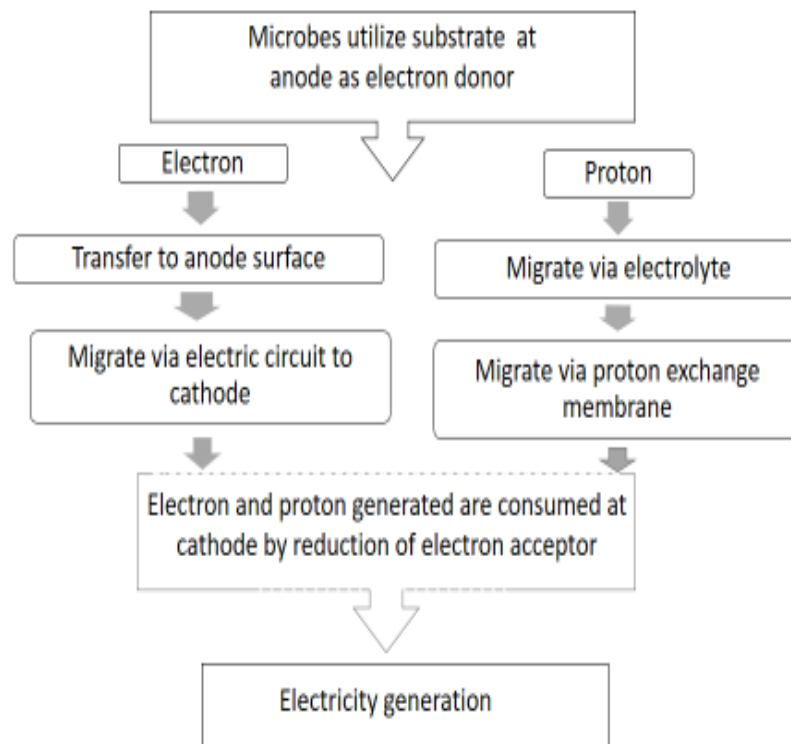 Microbes utilize substrate at
anode as electron donor
Electron
Proton
Transfer to anode surface
Migrate via electrolyte
Migrate via electric circuit to
cathode
Migrate via proton exchange
membrane
Electron and proton generated are consumed at
cathode by reduction of electron acceptor
Electricity generation